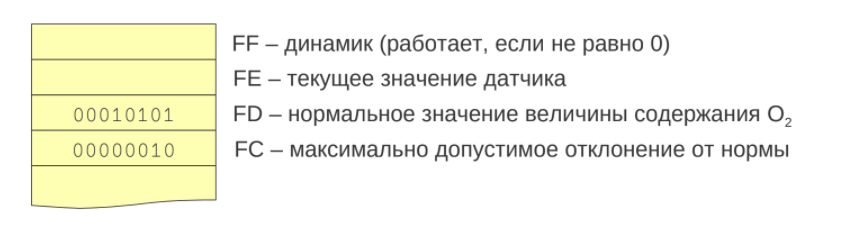 FF – динамик (работает, если не равно 0)
FE – текущее значение датчика
00010101 FD – нормальное значение величины содержания O₂
00000010 FC – максимально допустимое отклонение от нормы